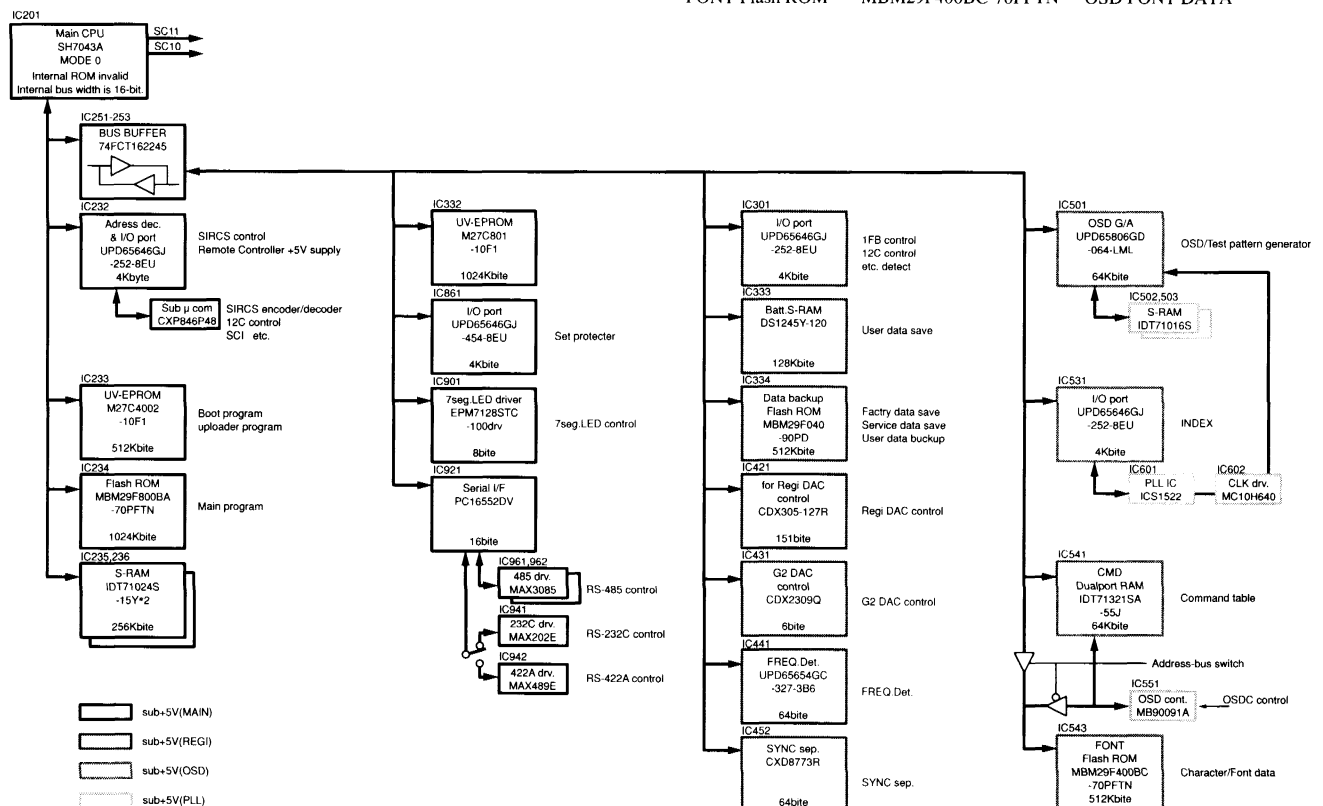 FONT Flash ROM MBM29F400BC-70PFTN OSD FONT DATA
IC201
Main CPU
SH7043A
MODE 0
Internal ROM invalid
Internal bus width is 16-bit.
SC11
SC10
IC251-253
BUS BUFFER
74FCT162245
IC232
Adress dec.
& I/O port
UPD65646GJ
-252-8EU
4Kbyte
SIRCS control
Remote Controller +5V supply
Sub μ com
CXP846P48
SIRCS encoder/decoder
12C control
SCI etc.
IC233
UV-EPROM
M27C4002
-10F1
512Kbite
Boot program
uploader program
IC234
Flash ROM
MBM29F800BA
-70PFTN
1024Kbite
Main program
IC235,236
S-RAM
IDT71024S
-15Y*2
256Kbite
sub+5V(MAIN)
sub+5V(REGI)
sub+5V(OSD)
sub+5V(PLL)
IC332
UV-EPROM
M27C801
-10F1
1024Kbite
IC861
I/O port
UPD65646GJ
-454-8EU
4Kbite
Set protecter
IC901
7seg.LED driver
EPM7128STC
-100drv
8bite
7seg.LED control
IC921
Serial I/F
PC16552DV
16bite
IC961,962
485 drv.
MAX3085
RS-485 control
IC941
232C drv.
MAX202E
RS-232C control
IC942
422A drv.
MAX489E
RS-422A control
IC301
I/O port
UPD65646GJ
-252-8EU
4Kbite
1FB control
12C control
etc. detect
IC333
Batt.S-RAM
DS1245Y-120
128Kbite
User data save
IC334
Data backup
Flash ROM
MBM29F040
-90PD
512Kbite
Factry data save
Service data save
User data buckup
IC421
for Regi DAC
control
CDX305-127R
151bite
Regi DAC control
IC431
G2 DAC
control
CDX2309Q
6bite
G2 DAC control
IC441
FREQ.Det.
UPD65654GC
-327-3B6
64bite
FREQ.Det.
IC452
SYNC sep.
CXD8773R
64bite
SYNC sep.
IC501
OSD G/A
UPD65806GD
-064-LML
64Kbite
OSD/Test pattern generator
IC502,503
S-RAM
IDT71016S
IC531
I/O port
UPD65646GJ
-252-8EU
4Kbite
INDEX
IC601
PLL IC
ICS1522
IC602
CLK drv.
MC10H640
IC541
CMD
Dualport RAM
IDT71321SA
-55J
64Kbite
Command table
Address-bus switch
IC551
OSD cont.
MB90091A
OSDC control
IC543
FONT
Flash ROM
MBM29F400BC
-70PFTN
512Kbite
Character/Font data